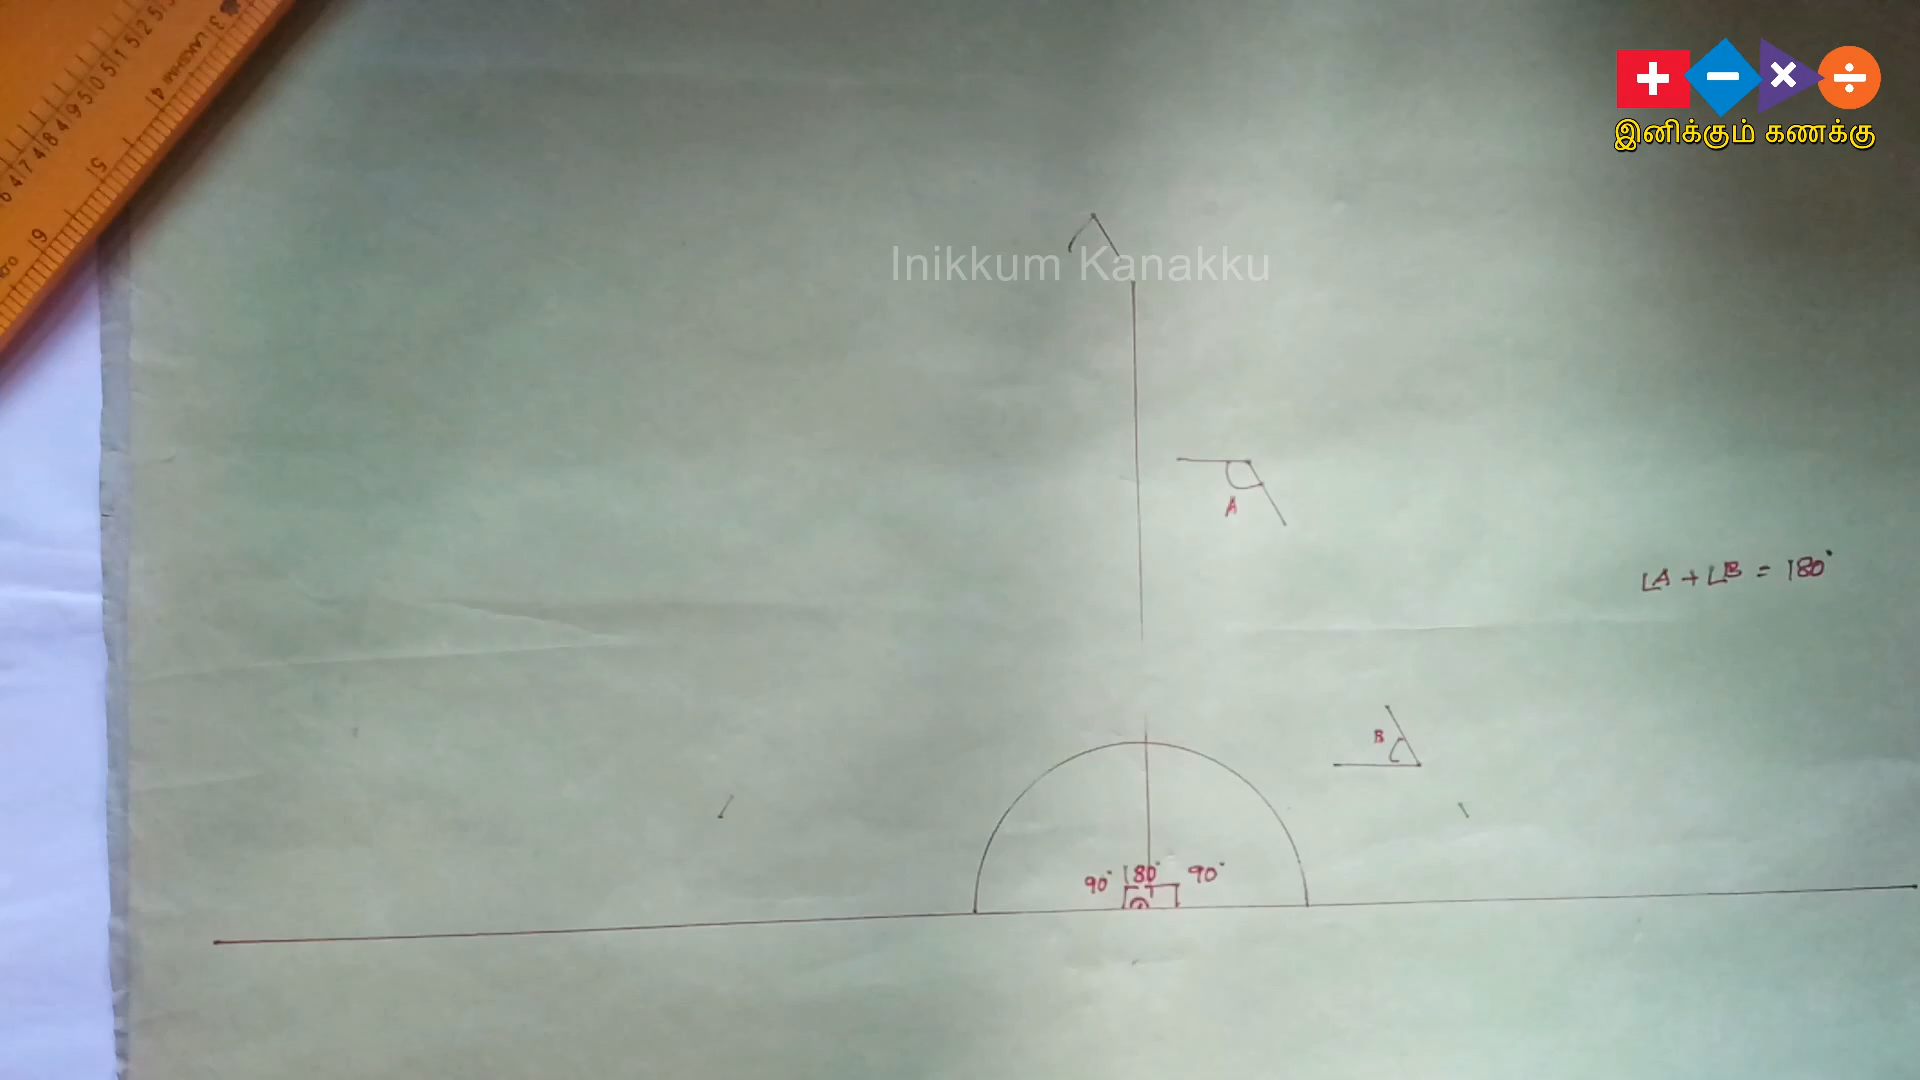 இனிக்கும் கணக்கு
Inikkum Kanakku
A
∠A + ∠B = 180°
B
90° 180° 90°